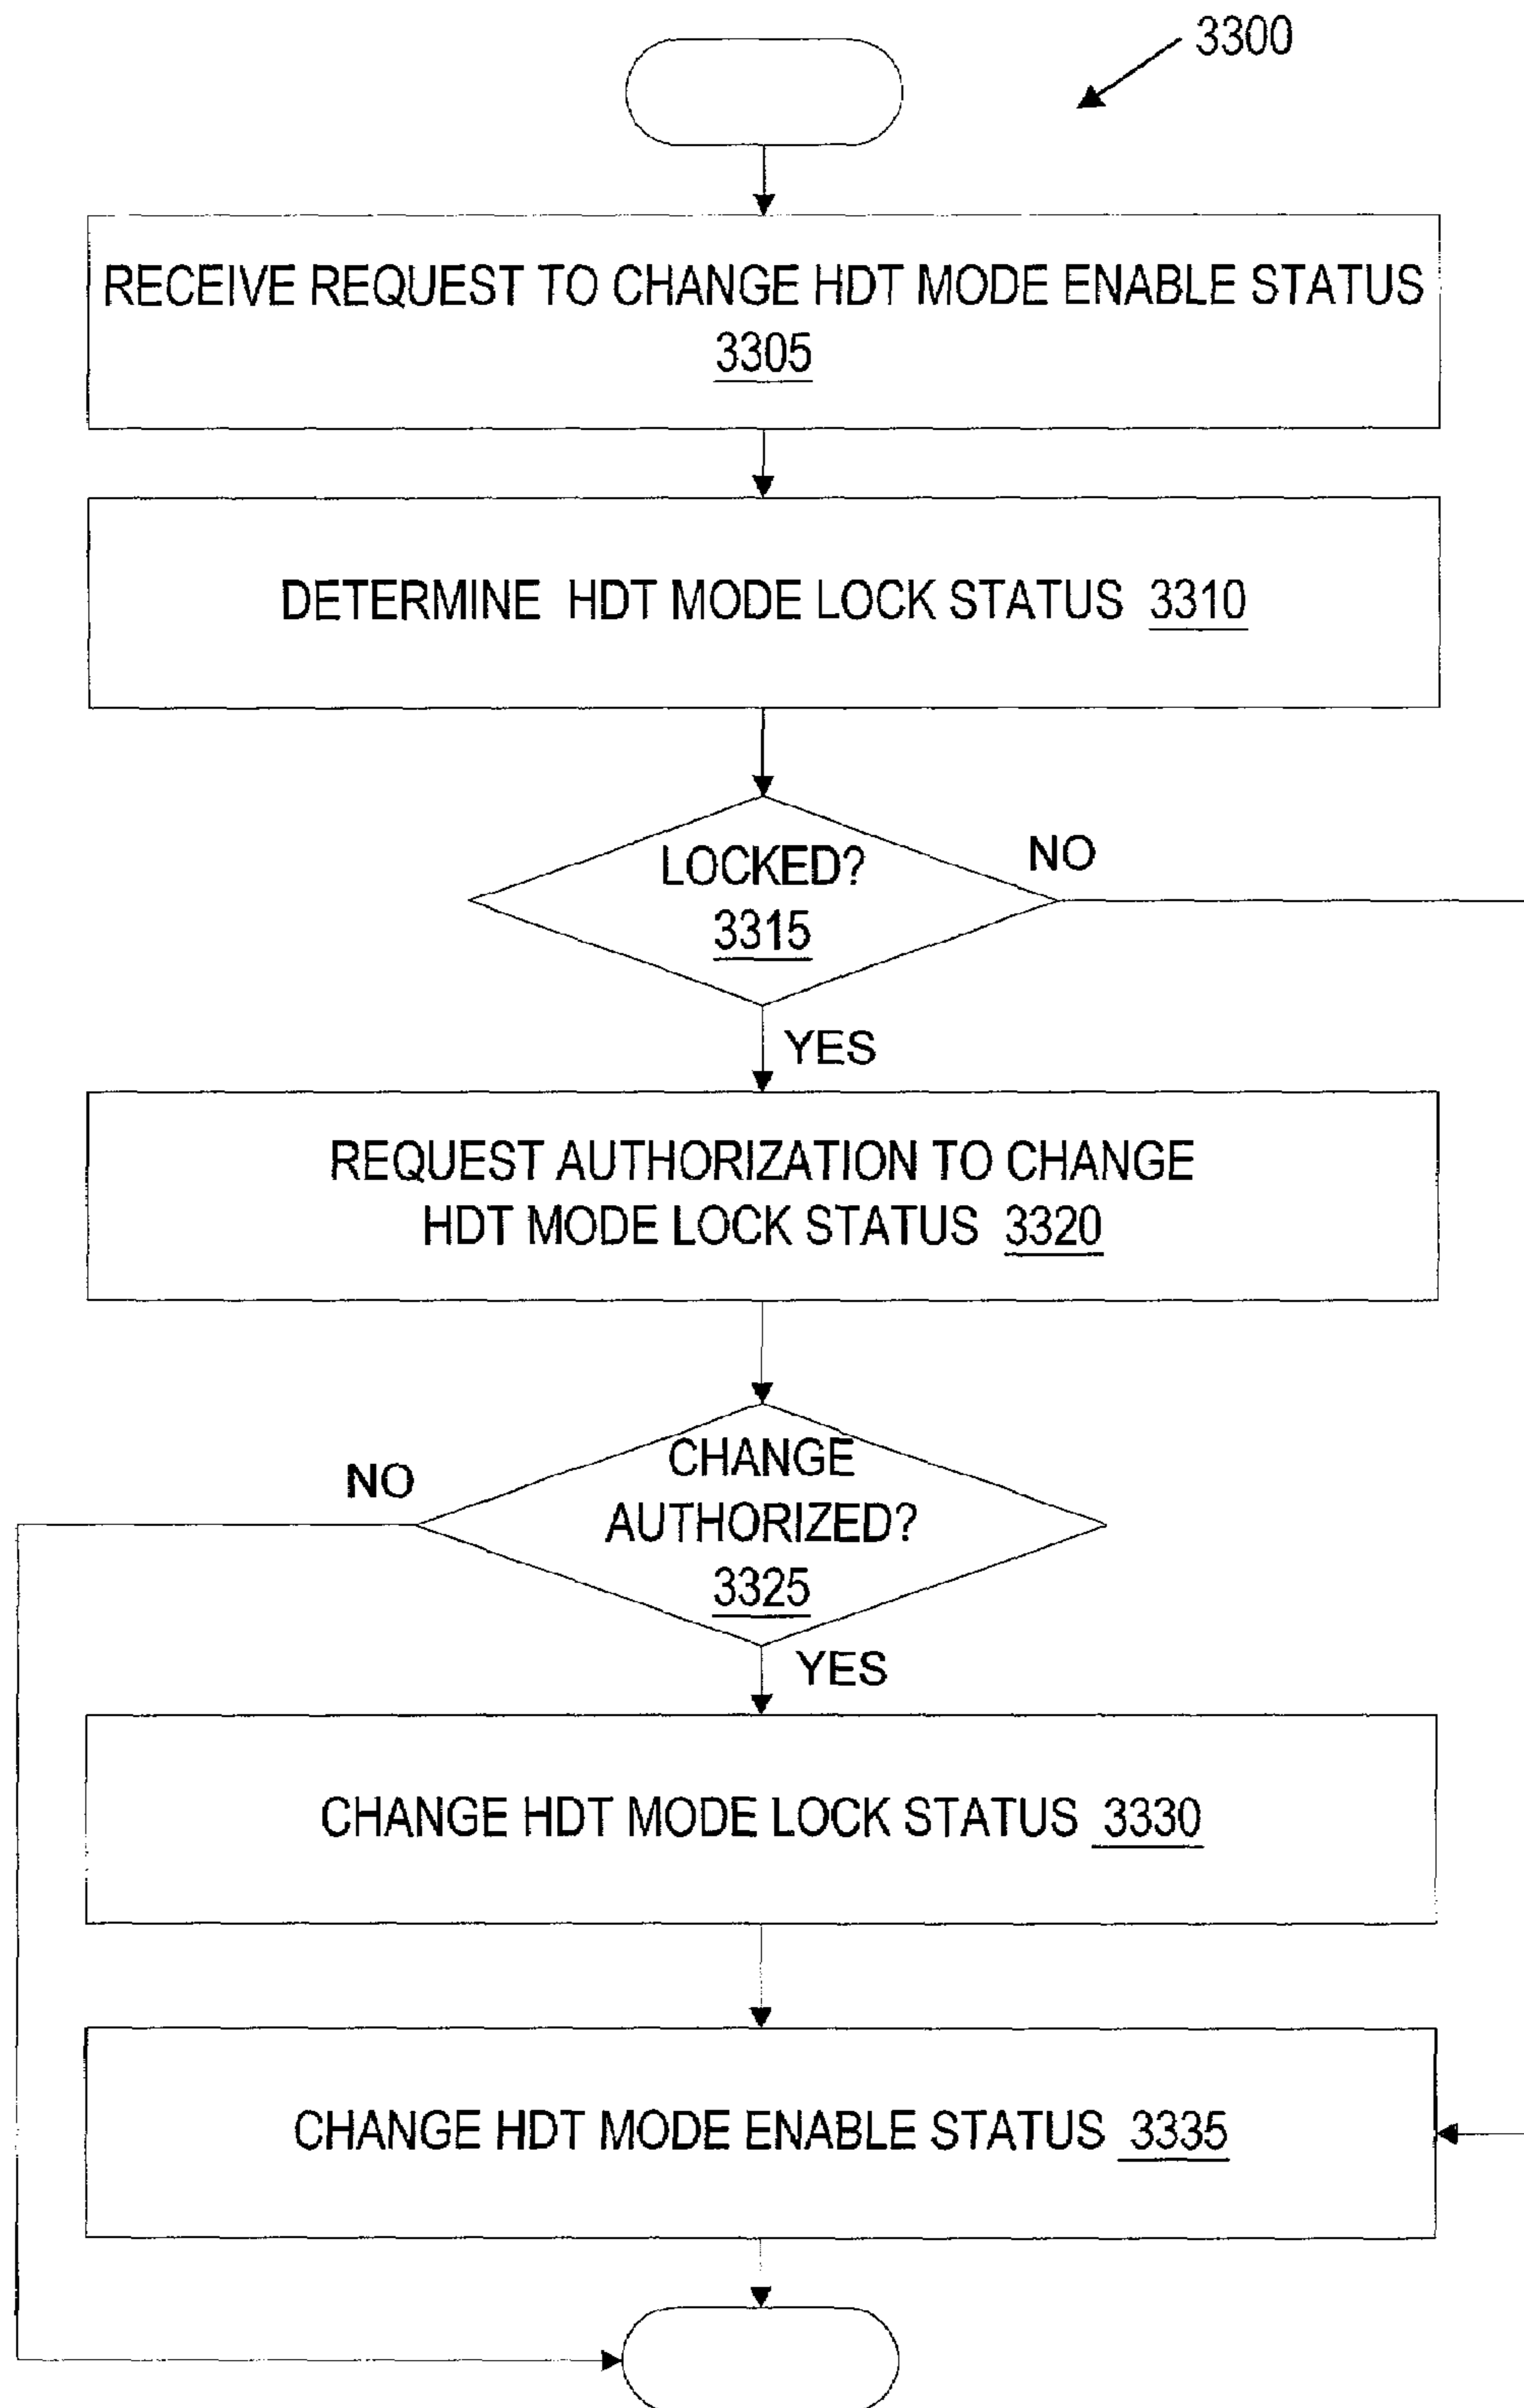 3300
RECEIVE REQUEST TO CHANGE HDT MODE ENABLE STATUS
3305
DETERMINE HDT MODE LOCK STATUS 3310
LOCKED?
3315
NO
YES
REQUEST AUTHORIZATION TO CHANGE
HDT MODE LOCK STATUS 3320
CHANGE
AUTHORIZED?
3325
NO
YES
CHANGE HDT MODE LOCK STATUS 3330
CHANGE HDT MODE ENABLE STATUS 3335